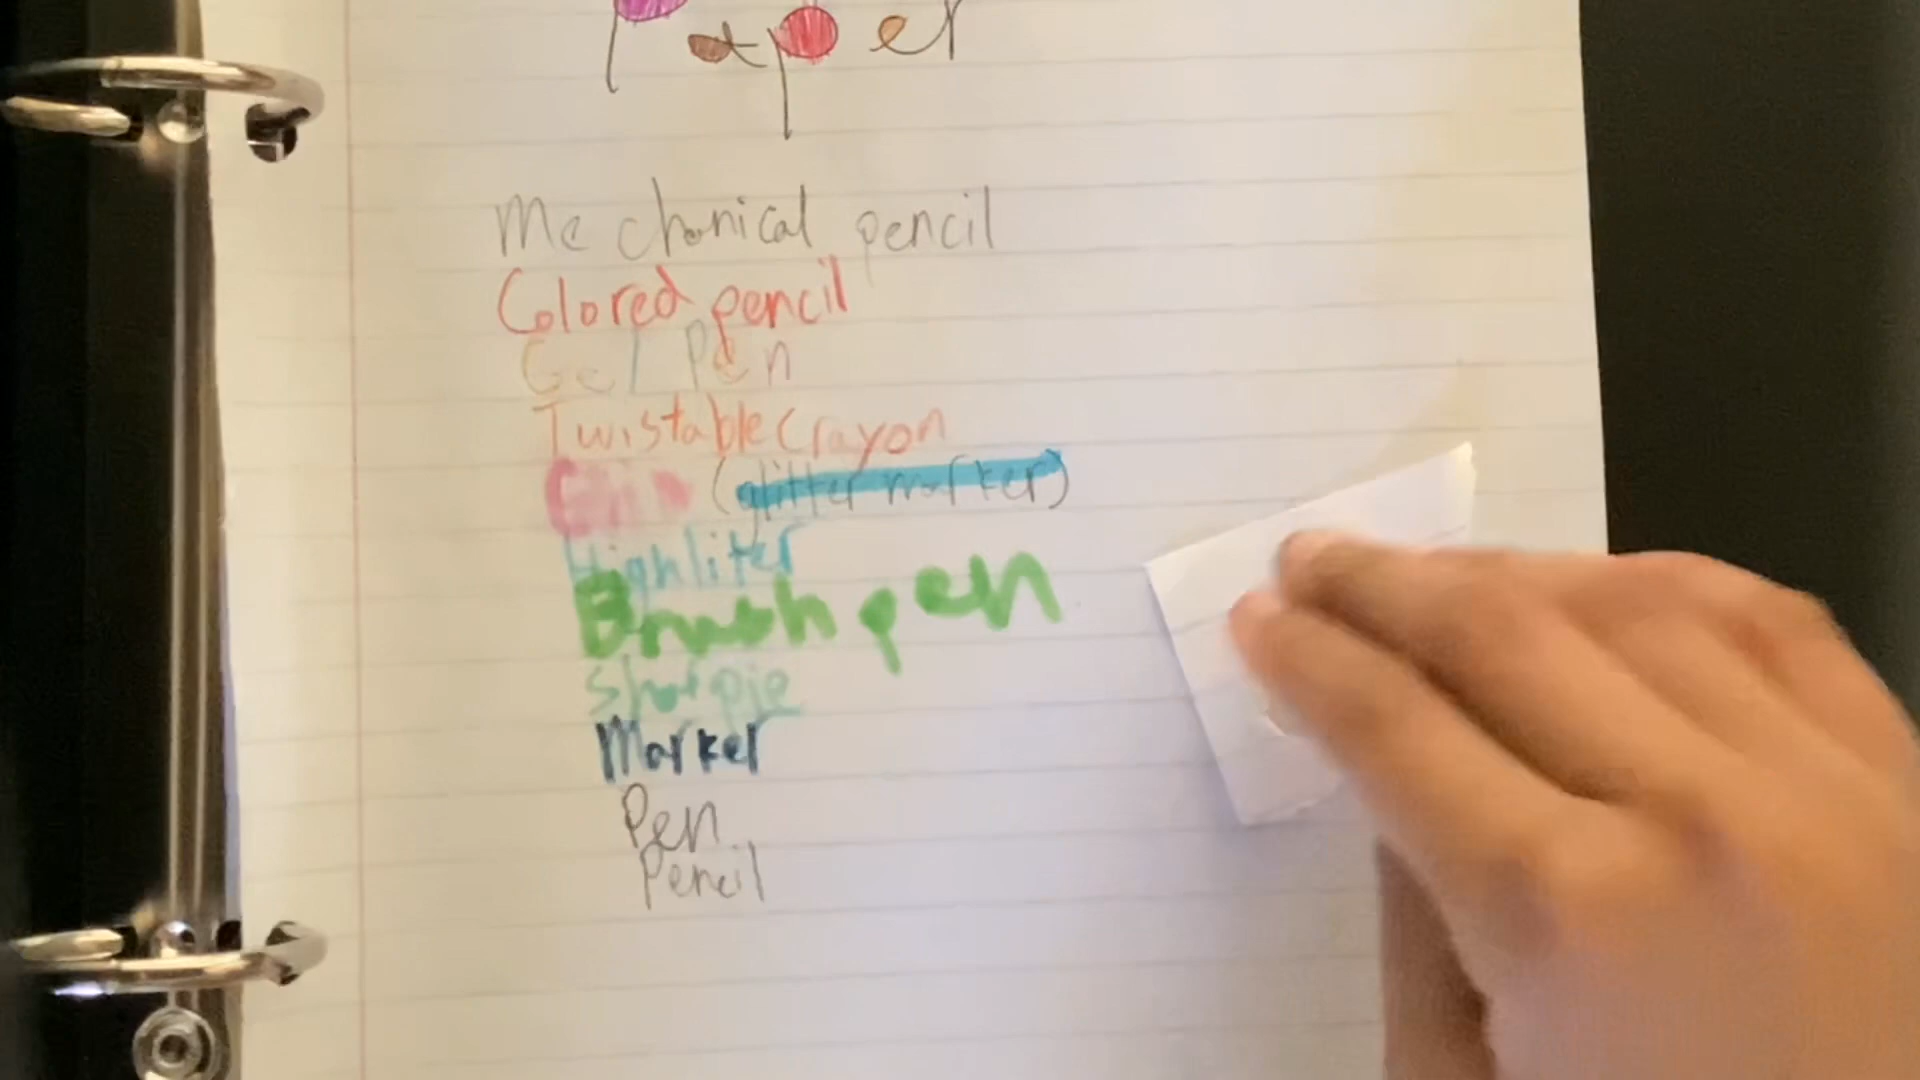 paper
Mechanical pencil
Colored pencil
Gel Pen
Twistable Crayon
(glitter marker)
Highliter
Brush pen
Sharpie
Marker
Pen
Pencil